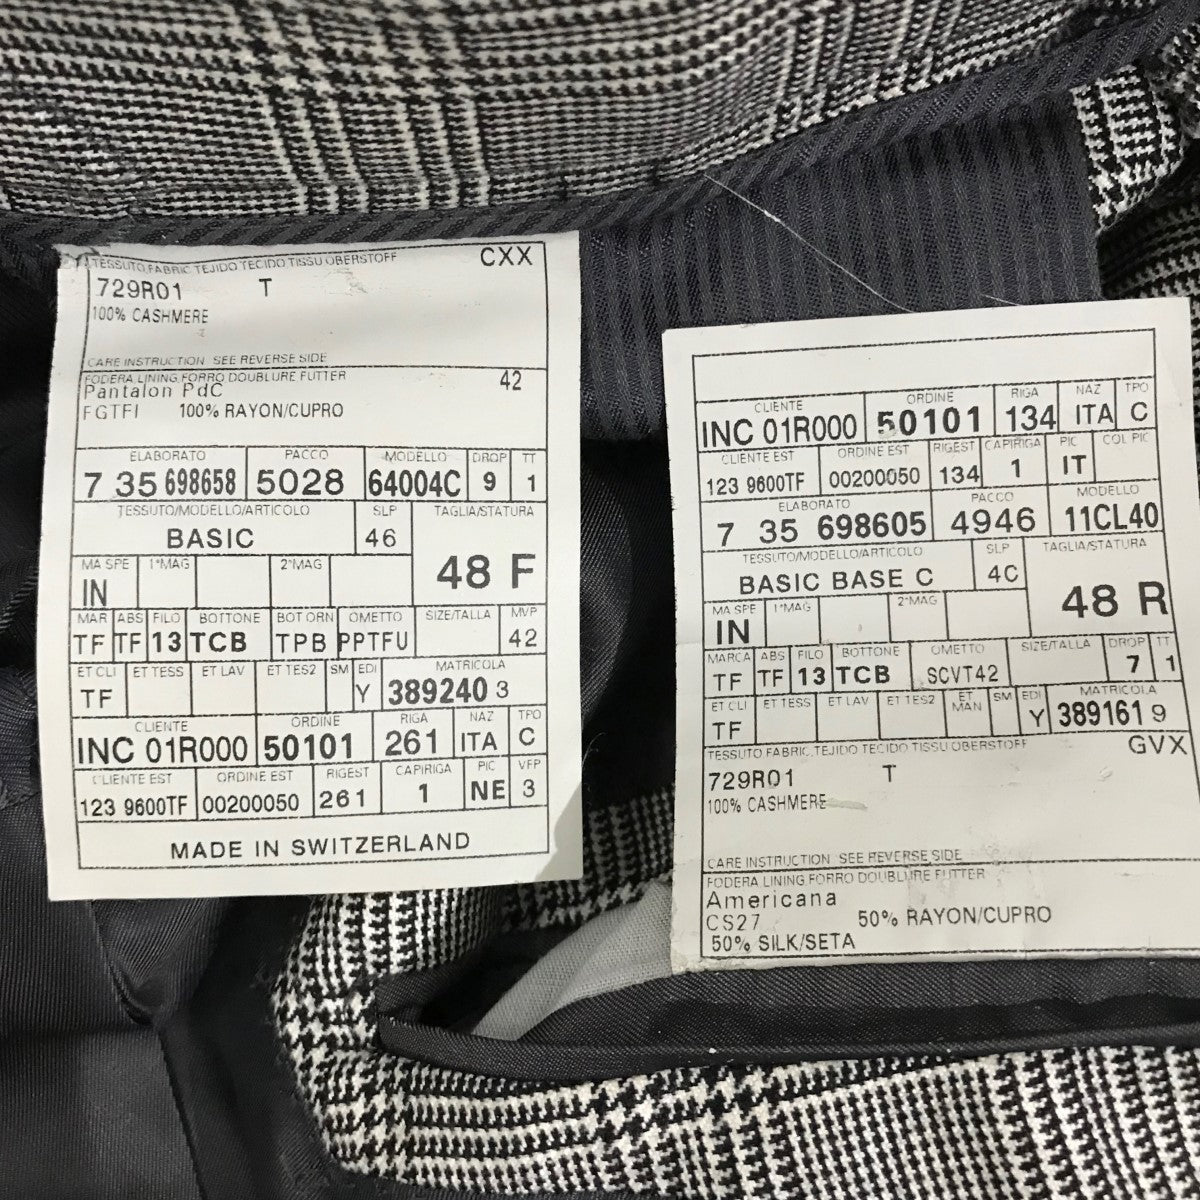 TESSUTO FABRIC TEJIDO TECIDO TISSU OBERSTOFF CXX
729R01 T
100% CASHMERE
CARE INSTRUCTION SEE REVERSE SIDE
FODERA LINING FORRO DOUBLURE FUTTER 42
Pantalon PdC
FGTFI 100% RAYON/CUPRO
ELABORATO PACCO MODELLO DROP TT
7 35 698658 5028 64004C 9 1
TESSUTO/MODELLO/ARTICOLO SLP TAGLIA/STATURA
BASIC 46 48 F
MA SPE 1°MAG 2°MAG
IN
MAR ABS FILO BOTTONE BOT ORN OMETTO SIZE/TALLA MVP
TF TF 13 TCB TPB PPTFU 42
ET CLI ET TESS ET LAV ET TES2 SM EDI MATRICOLA
TF Y 389240 3
CLIENTE ORDINE RIGA NAZ TPO
INC 01R000 50101 261 ITA C
CLIENTE EST ORDINE EST RIGEST CAPIRIGA PIC VFP
123 9600TF 00200050 261 1 NE 3
MADE IN SWITZERLAND
CLIENTE ORDINE RIGA NAZ TPO
INC 01R000 50101 134 ITA C
CLIENTE EST ORDINE EST RIGEST CAPIRIGA PIC COL PIC
123 9600TF 00200050 134 1 IT
ELABORATO PACCO MODELLO
7 35 698605 4946 11CL40
TESSUTO/MODELLO/ARTICOLO SLP TAGLIA/STATURA
BASIC BASE C 4C 48 R
MA SPE 1°MAG 2°MAG
IN
MARCA ABS FILO BOTTONE OMETTO SIZE/TALLA DROP TT
TF TF 13 TCB SCVT42 7 1
ET CLI ET TESS ET LAV ET TES2 ET MAN SM EDI MATRICOLA
TF Y 389161 9
TESSUTO FABRIC TEJIDO TECIDO TISSU OBERSTOFF GVX
729R01 T
100% CASHMERE
CARE INSTRUCTION SEE REVERSE SIDE
FODERA LINING FORRO DOUBLURE FUTTER
Americana
CS27 50% RAYON/CUPRO
50% SILK/SETA